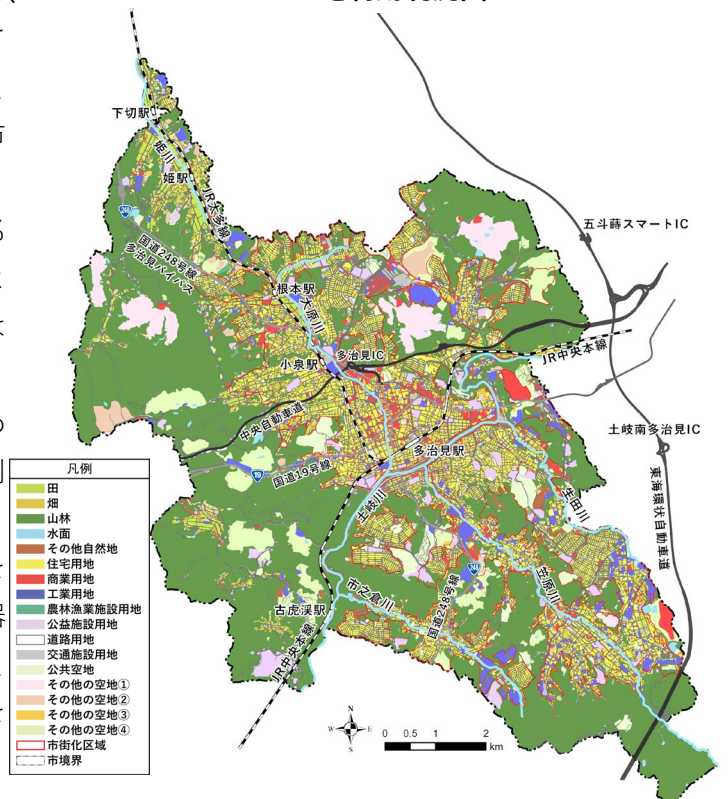 下切駅
姫川
姫駅
JR太多線
248
国道248号線
多治見バイパス
五斗蒔スマートIC
根本駅
大原川
小泉駅
多治見IC
JR中央本線
中央自動車道
土岐南多治見IC
多治見駅
19
国道19号線
土岐川
生田川
東海環状自動車道
248
笠原川
市之倉川
国道248号線
古虎渓駅
JR中央本線
凡例
田
畑
山林
水面
その他自然地
住宅用地
商業用地
工業用地
農林漁業施設用地
公益施設用地
道路用地
交通施設用地
公共空地
その他の空地①
その他の空地②
その他の空地③
その他の空地④
市街化区域
市境界
N
W E
S
0 0.5 1 2
km